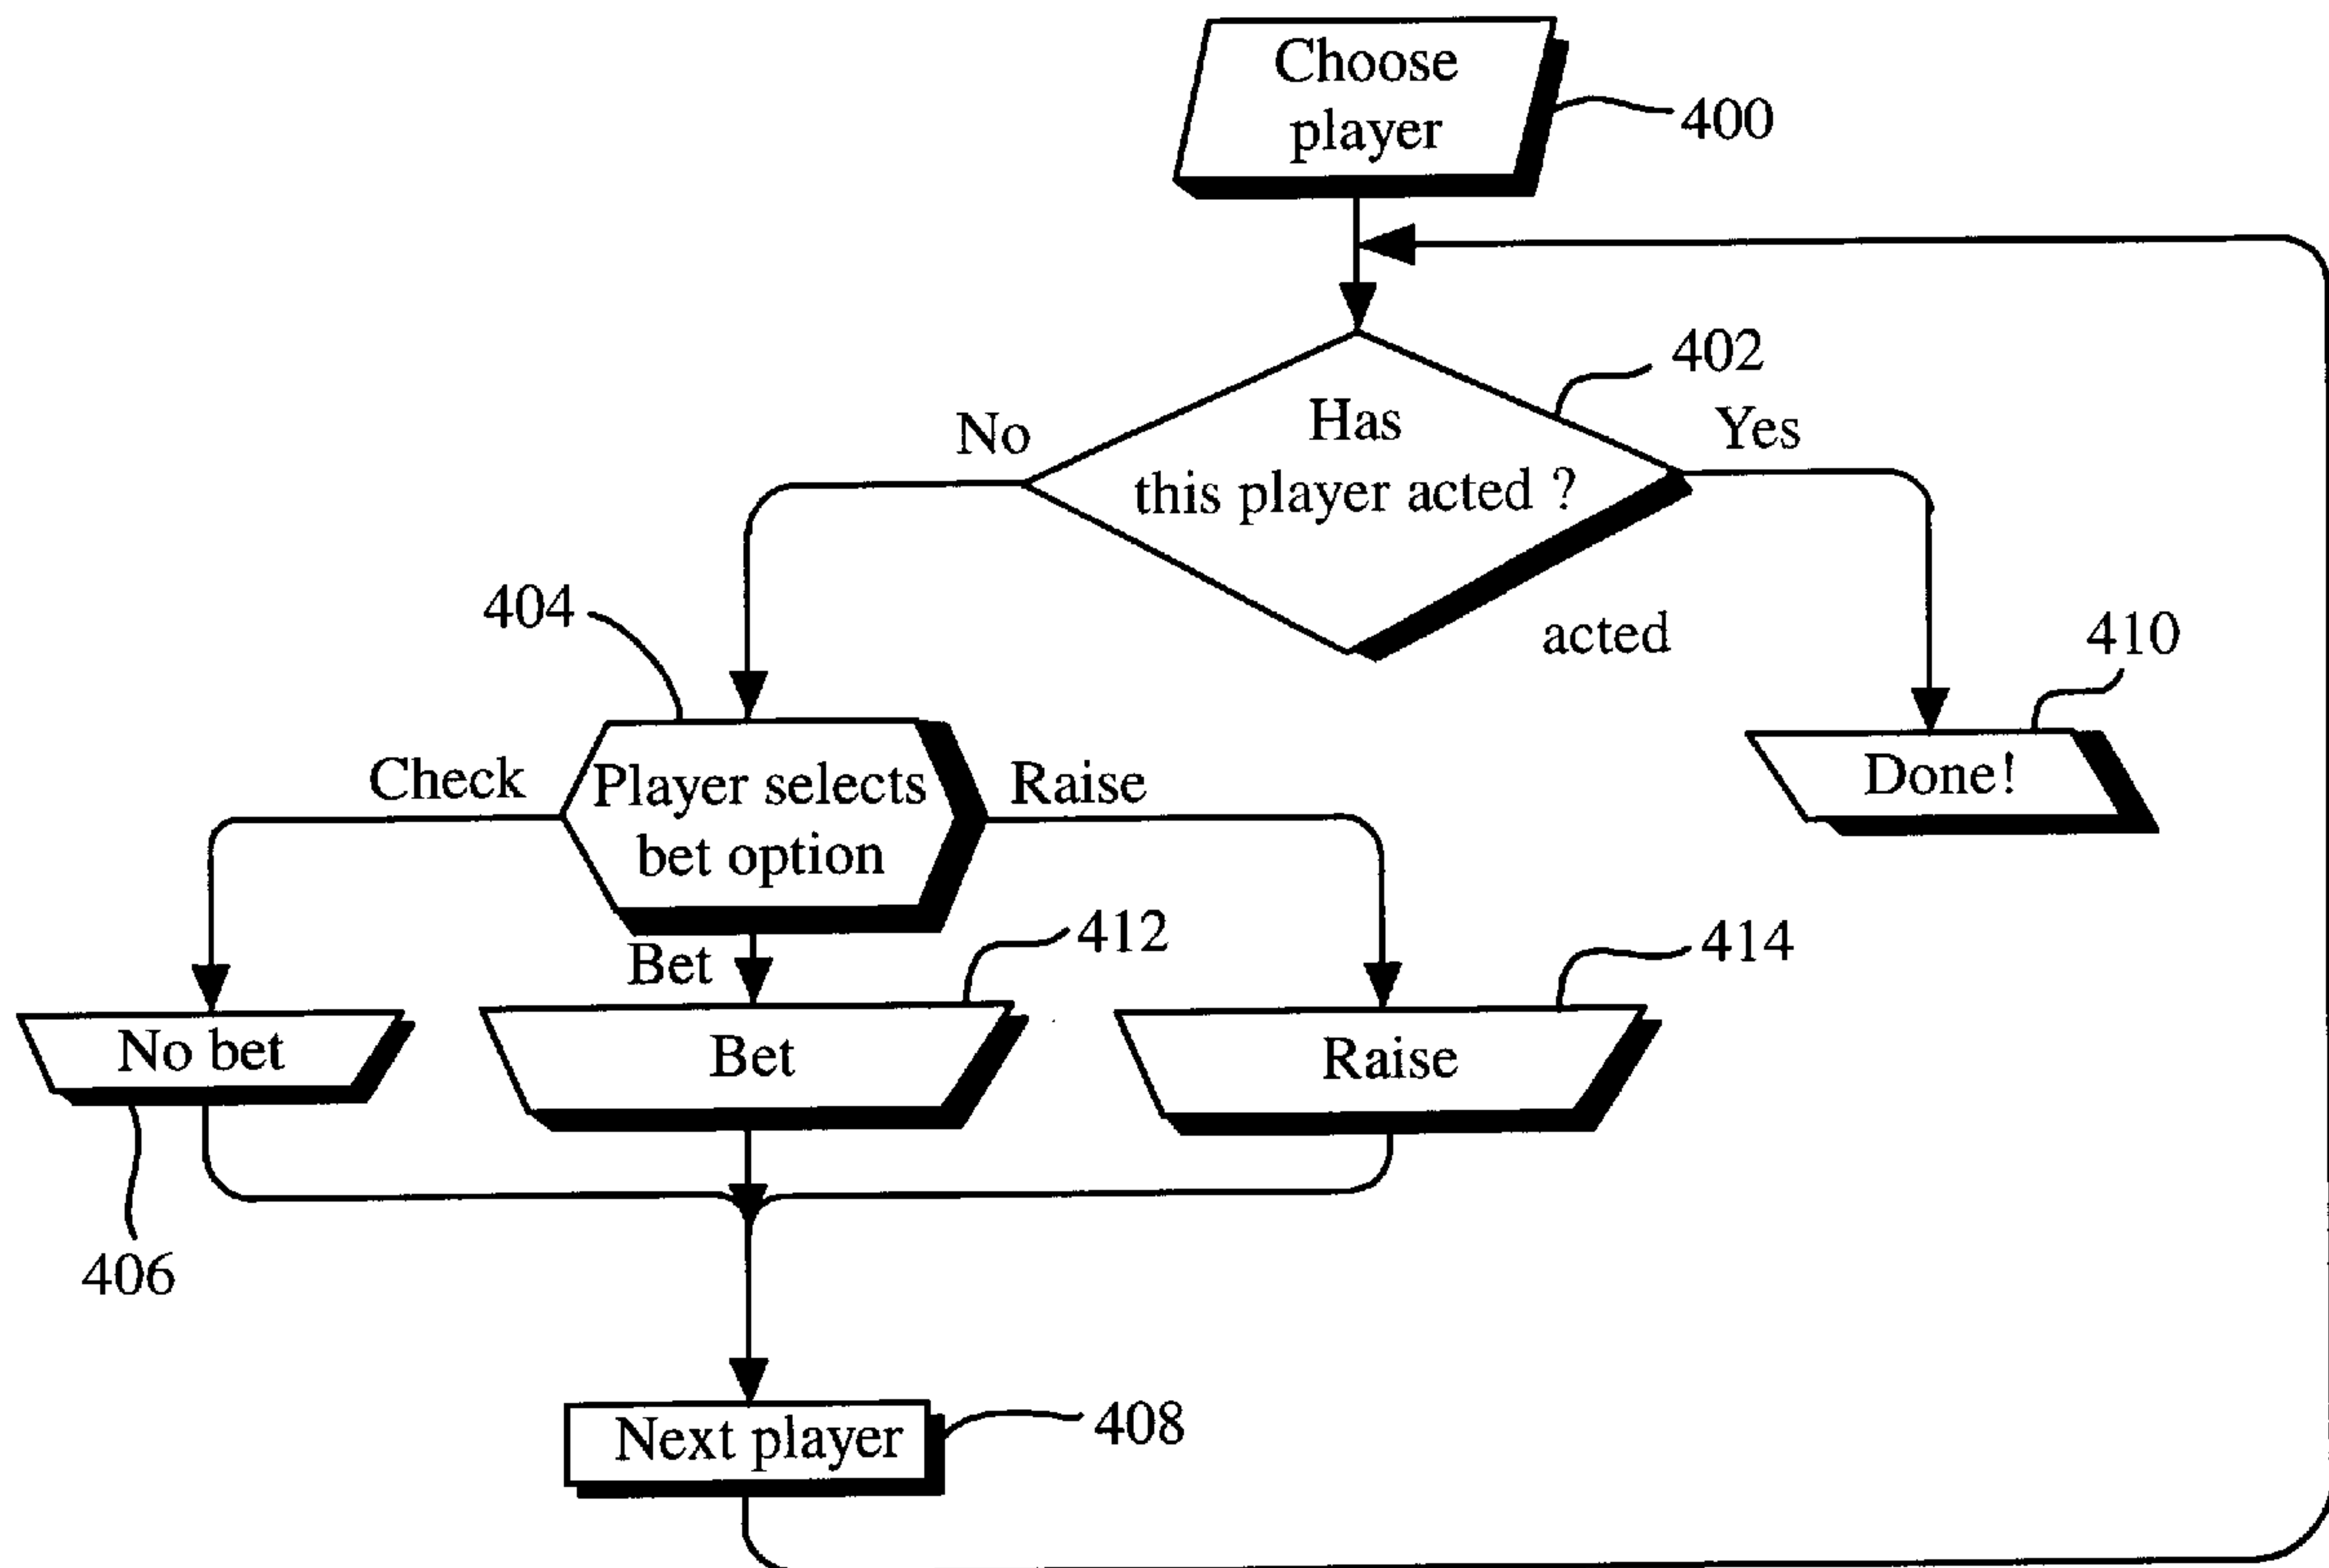 Choose
player
400
402
No
Yes
Has
this player acted ?
acted
404
410
Check
Player selects
bet option
Raise
Done!
Bet
412
414
No bet
Bet
Raise
406
Next player
408